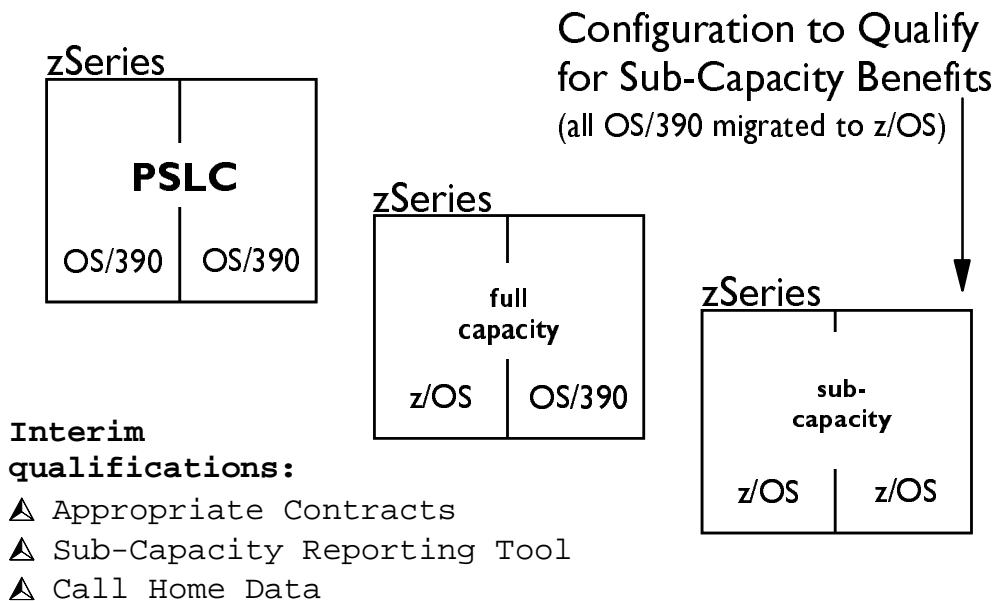 Configuration to Qualify
for Sub-Capacity Benefits
(all OS/390 migrated to z/OS)
zSeries
PSLC
OS/390 OS/390
zSeries
full
capacity
z/OS OS/390
zSeries
sub-
capacity
z/OS z/OS
Interim
qualifications:
Appropriate Contracts
Sub-Capacity Reporting Tool
Call Home Data